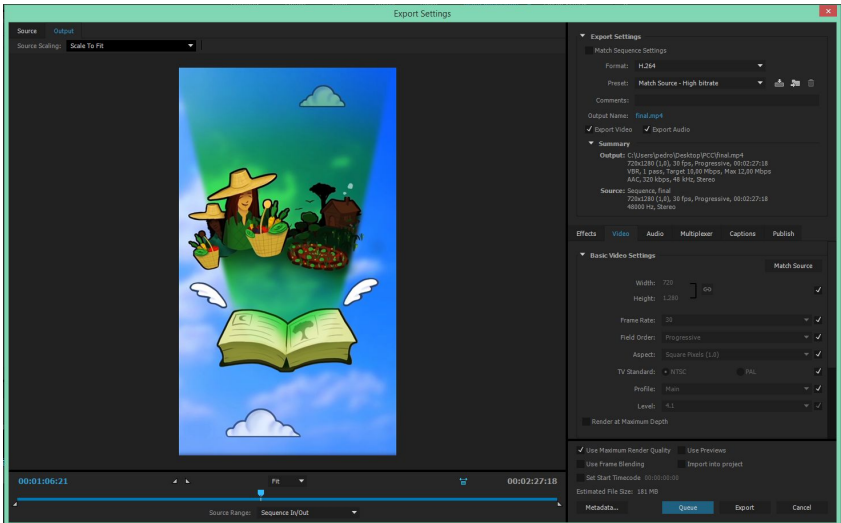 Export Settings
Source Output
Source Scaling: Scale To Fit
00:01:06:21 Fit 00:02:27:18
Source Range: Sequence In/Out
Export Settings
Match Sequence Settings
Format: H.264
Preset: Match Source - High bitrate
Comments:
Output Name: final.mp4
Export Video Export Audio
Summary
Output: C:\Users\pedro\Desktop\PCC\final.mp4
720x1280 (1,0), 30 fps, Progressive, 00:02:27:18
VBR, 1 pass, Target 10,00 Mbps, Max 12,00 Mbps
AAC, 320 kbps, 48 kHz, Stereo
Source: Sequence, final
720x1280 (1,0), 30 fps, Progressive, 00:02:27:18
48000 Hz, Stereo
Effects Video Audio Multiplexer Captions Publish
Basic Video Settings
Match Source
Width: 720
Height: 1.280
Frame Rate: 30
Field Order: Progressive
Aspect: Square Pixels (1,0)
TV Standard: NTSC PAL
Profile: Main
Level: 4.1
Render at Maximum Depth
Use Maximum Render Quality Use Previews
Use Frame Blending Import into project
Set Start Timecode 00:00:00:00
Estimated File Size: 181 MB
Metadata... Queue Export Cancel